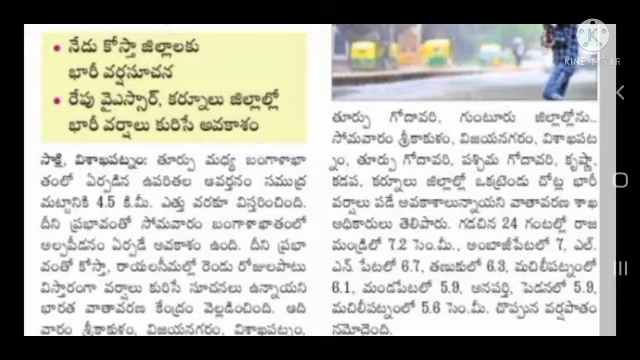 • నేడు కోస్తా జిల్లాలకు
భారీ వర్షసూచన
• రేపు వైఎస్సార్, కర్నూలు జిల్లాల్లో
భారీ వర్షాలు కురిసే అవకాశం
సాక్షి, విశాఖపట్నం: తూర్పు మధ్య బంగాళాఖా
తంలో ఏర్పడిన ఉపరితల ఆవర్తనం సముద్ర
మట్టానికి 4.5 కి.మీ. ఎత్తు వరకూ విస్తరించింది.
దీని ప్రభావంతో సోమవారం బంగాళాఖాతంలో
అల్పపీడనం ఏర్పడే అవకాశం ఉంది. దీని ప్రభా
వంతో కోస్తా, రాయలసీమల్లో రెండు రోజులపాటు
విస్తారంగా వర్షాలు కురిసే సూచనలు ఉన్నాయని
భారత వాతావరణ కేంద్రం వెల్లడించింది. ఆది
వారం శ్రీకాకుళం, విజయనగరం, విశాఖపట్నం,
తూర్పు గోదావరి, గుంటూరు జిల్లాల్లోను..
సోమవారం శ్రీకాకుళం, విజయనగరం, విశాఖపట
్నం, తూర్పు గోదావరి, పశ్చిమ గోదావరి, కృష్ణా,
కడప, కర్నూలు జిల్లాల్లో ఒకట్రెండు చోట్ల భారీ
వర్షాలు పడే అవకాశాలున్నాయని వాతావరణ శాఖ
అధికారులు తెలిపారు. గడచిన 24 గంటల్లో రాజ
మండ్రిలో 7.2 సెం.మీ.. అంబాజీపేటలో 7, ఎల్.
ఎన్. పేటలో 6.7, తణుకులో 6.3, మచిలీపట్నంలో
6.1, మండపేటలో 5.9, అనపర్తి, పెడనలో 5.9,
మచిలీపట్నంలో 5.6 సెం.మీ. చొప్పున వర్షపాతం
నమోదైంది.
KINEMASTER